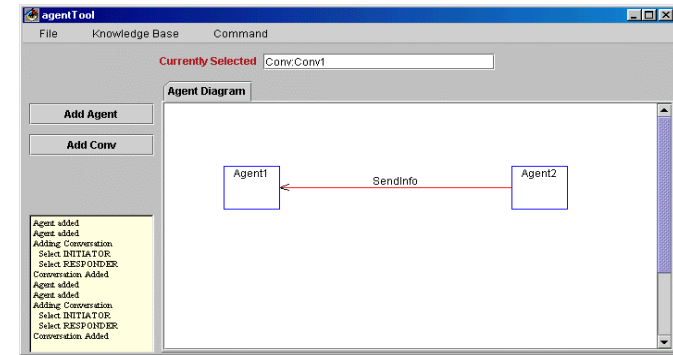 agentTool
File Knowledge Base Command
Currently Selected Conv:Conv1
Agent Diagram
Add Agent
Add Conv
Agent1 SendInfo Agent2
Agent added
Agent added
Adding Conversation
Select INITIATOR
Select RESPONDER
Conversation Added
Agent added
Agent added
Adding Conversation
Select INITIATOR
Select RESPONDER
Conversation Added